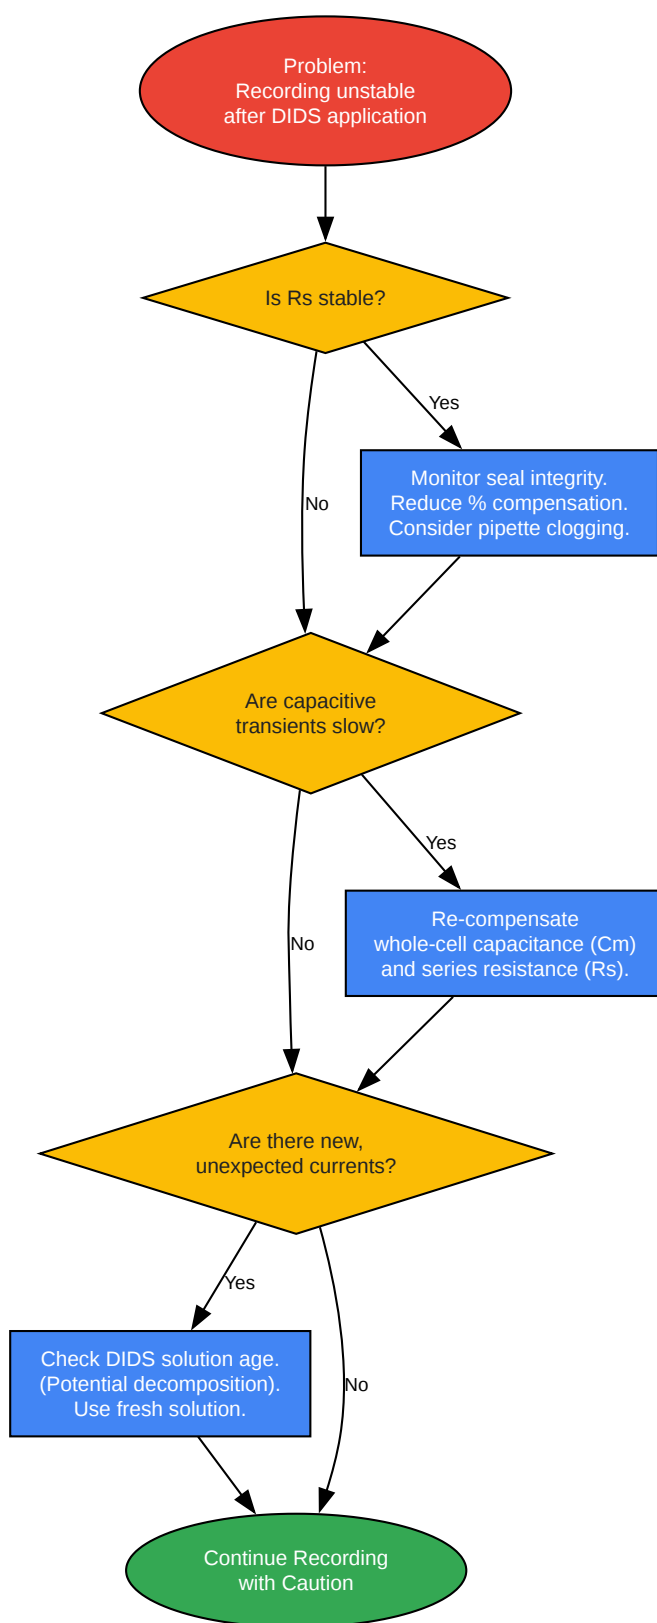 Problem:
Recording unstable
after DIDS application
Is Rs stable?
Yes
No
Monitor seal integrity.
Reduce % compensation.
Consider pipette clogging.
Are capacitive
transients slow?
Yes
No
Re-compensate
whole-cell capacitance (Cm)
and series resistance (Rs).
Are there new,
unexpected currents?
Yes
No
Check DIDS solution age.
(Potential decomposition).
Use fresh solution.
Continue Recording
with Caution